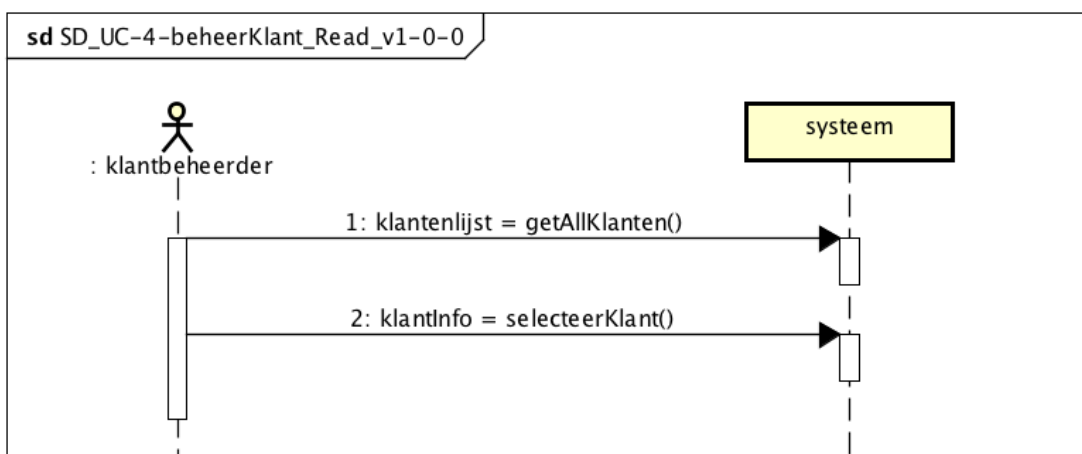 sd SD_UC-4-beheerKlant_Read_v1-0-0
: klantbeheerder
systeem
1: klantenlijst = getAllKlanten()
2: klantInfo = selecteerKlant()